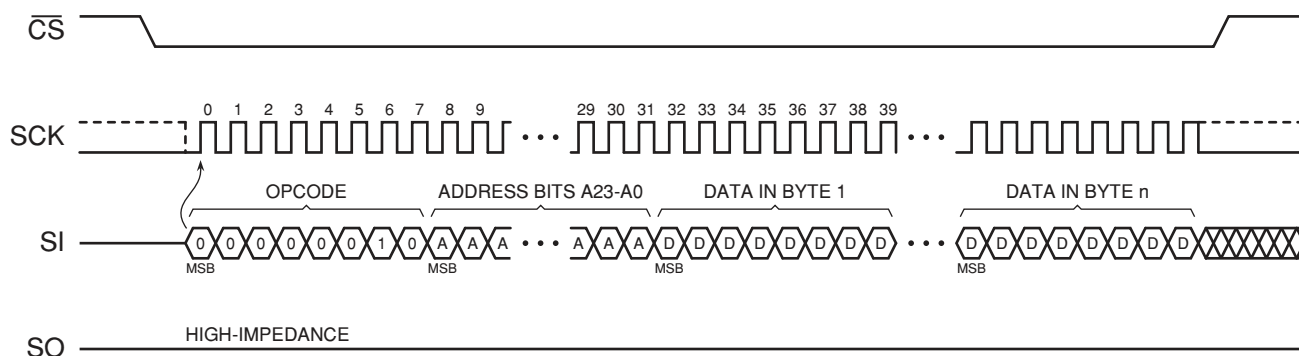 CS
0 1 2 3 4 5 6 7 8 9 29 30 31 32 33 34 35 36 37 38 39
SCK
OPCODE ADDRESS BITS A23-A0 DATA IN BYTE 1 DATA IN BYTE n
SI 0 0 0 0 0 0 1 0 A A A A A A D D D D D D D D D D D D D D D D
MSB MSB MSB MSB
HIGH-IMPEDANCE
SO